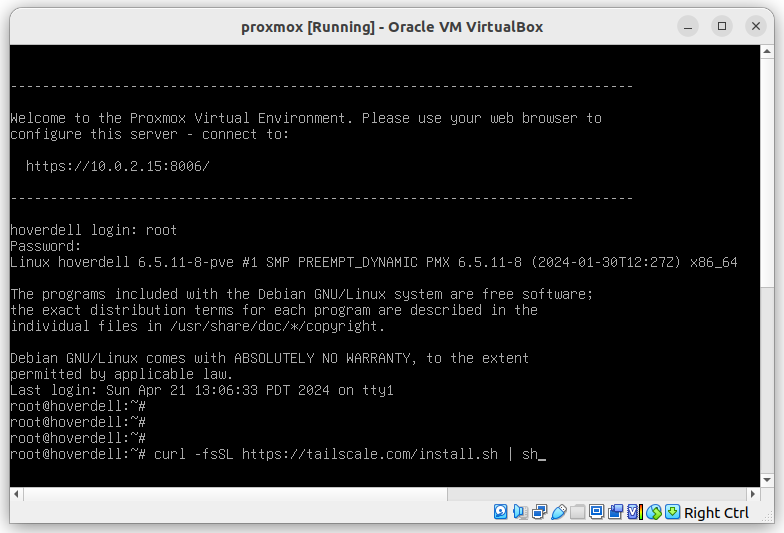 proxmox [Running] - Oracle VM VirtualBox
-------------------------------------------------------------------------------
Welcome to the Proxmox Virtual Environment. Please use your web browser to
configure this server - connect to:
https://10.0.2.15:8006/
-------------------------------------------------------------------------------
hoverdell login: root
Password:
Linux hoverdell 6.5.11-8-pve #1 SMP PREEMPT_DYNAMIC PMX 6.5.11-8 (2024-01-30T12:27Z) x86_64
The programs included with the Debian GNU/Linux system are free software;
the exact distribution terms for each program are described in the
individual files in /usr/share/doc/*/copyright.
Debian GNU/Linux comes with ABSOLUTELY NO WARRANTY, to the extent
permitted by applicable law.
Last login: Sun Apr 21 13:06:33 PDT 2024 on tty1
root@hoverdell:~#
root@hoverdell:~#
root@hoverdell:~#
root@hoverdell:~# curl -fsSL https://tailscale.com/install.sh | sh_
Right Ctrl